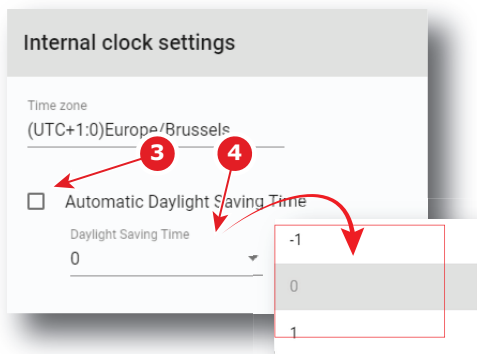 Internal clock settings
Time zone
(UTC+1:0)Europe/Brussels
3
4
Automatic Daylight Saving Time
Daylight Saving Time
0
-1
0
1